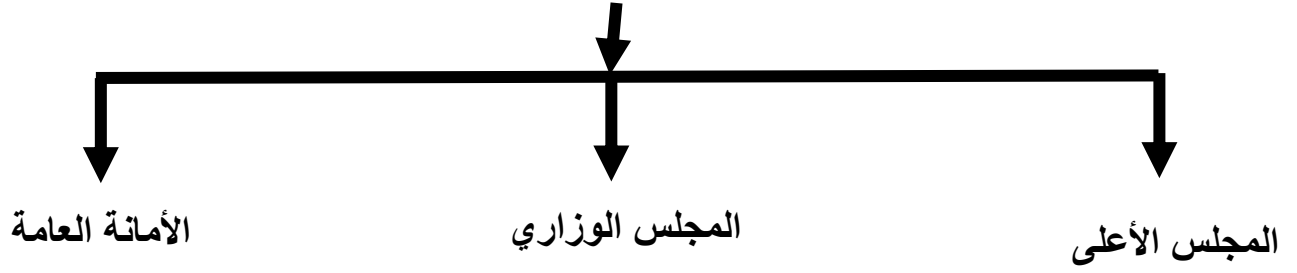 المجلس الأعلى
المجلس الوزاري
الأمانة العامة